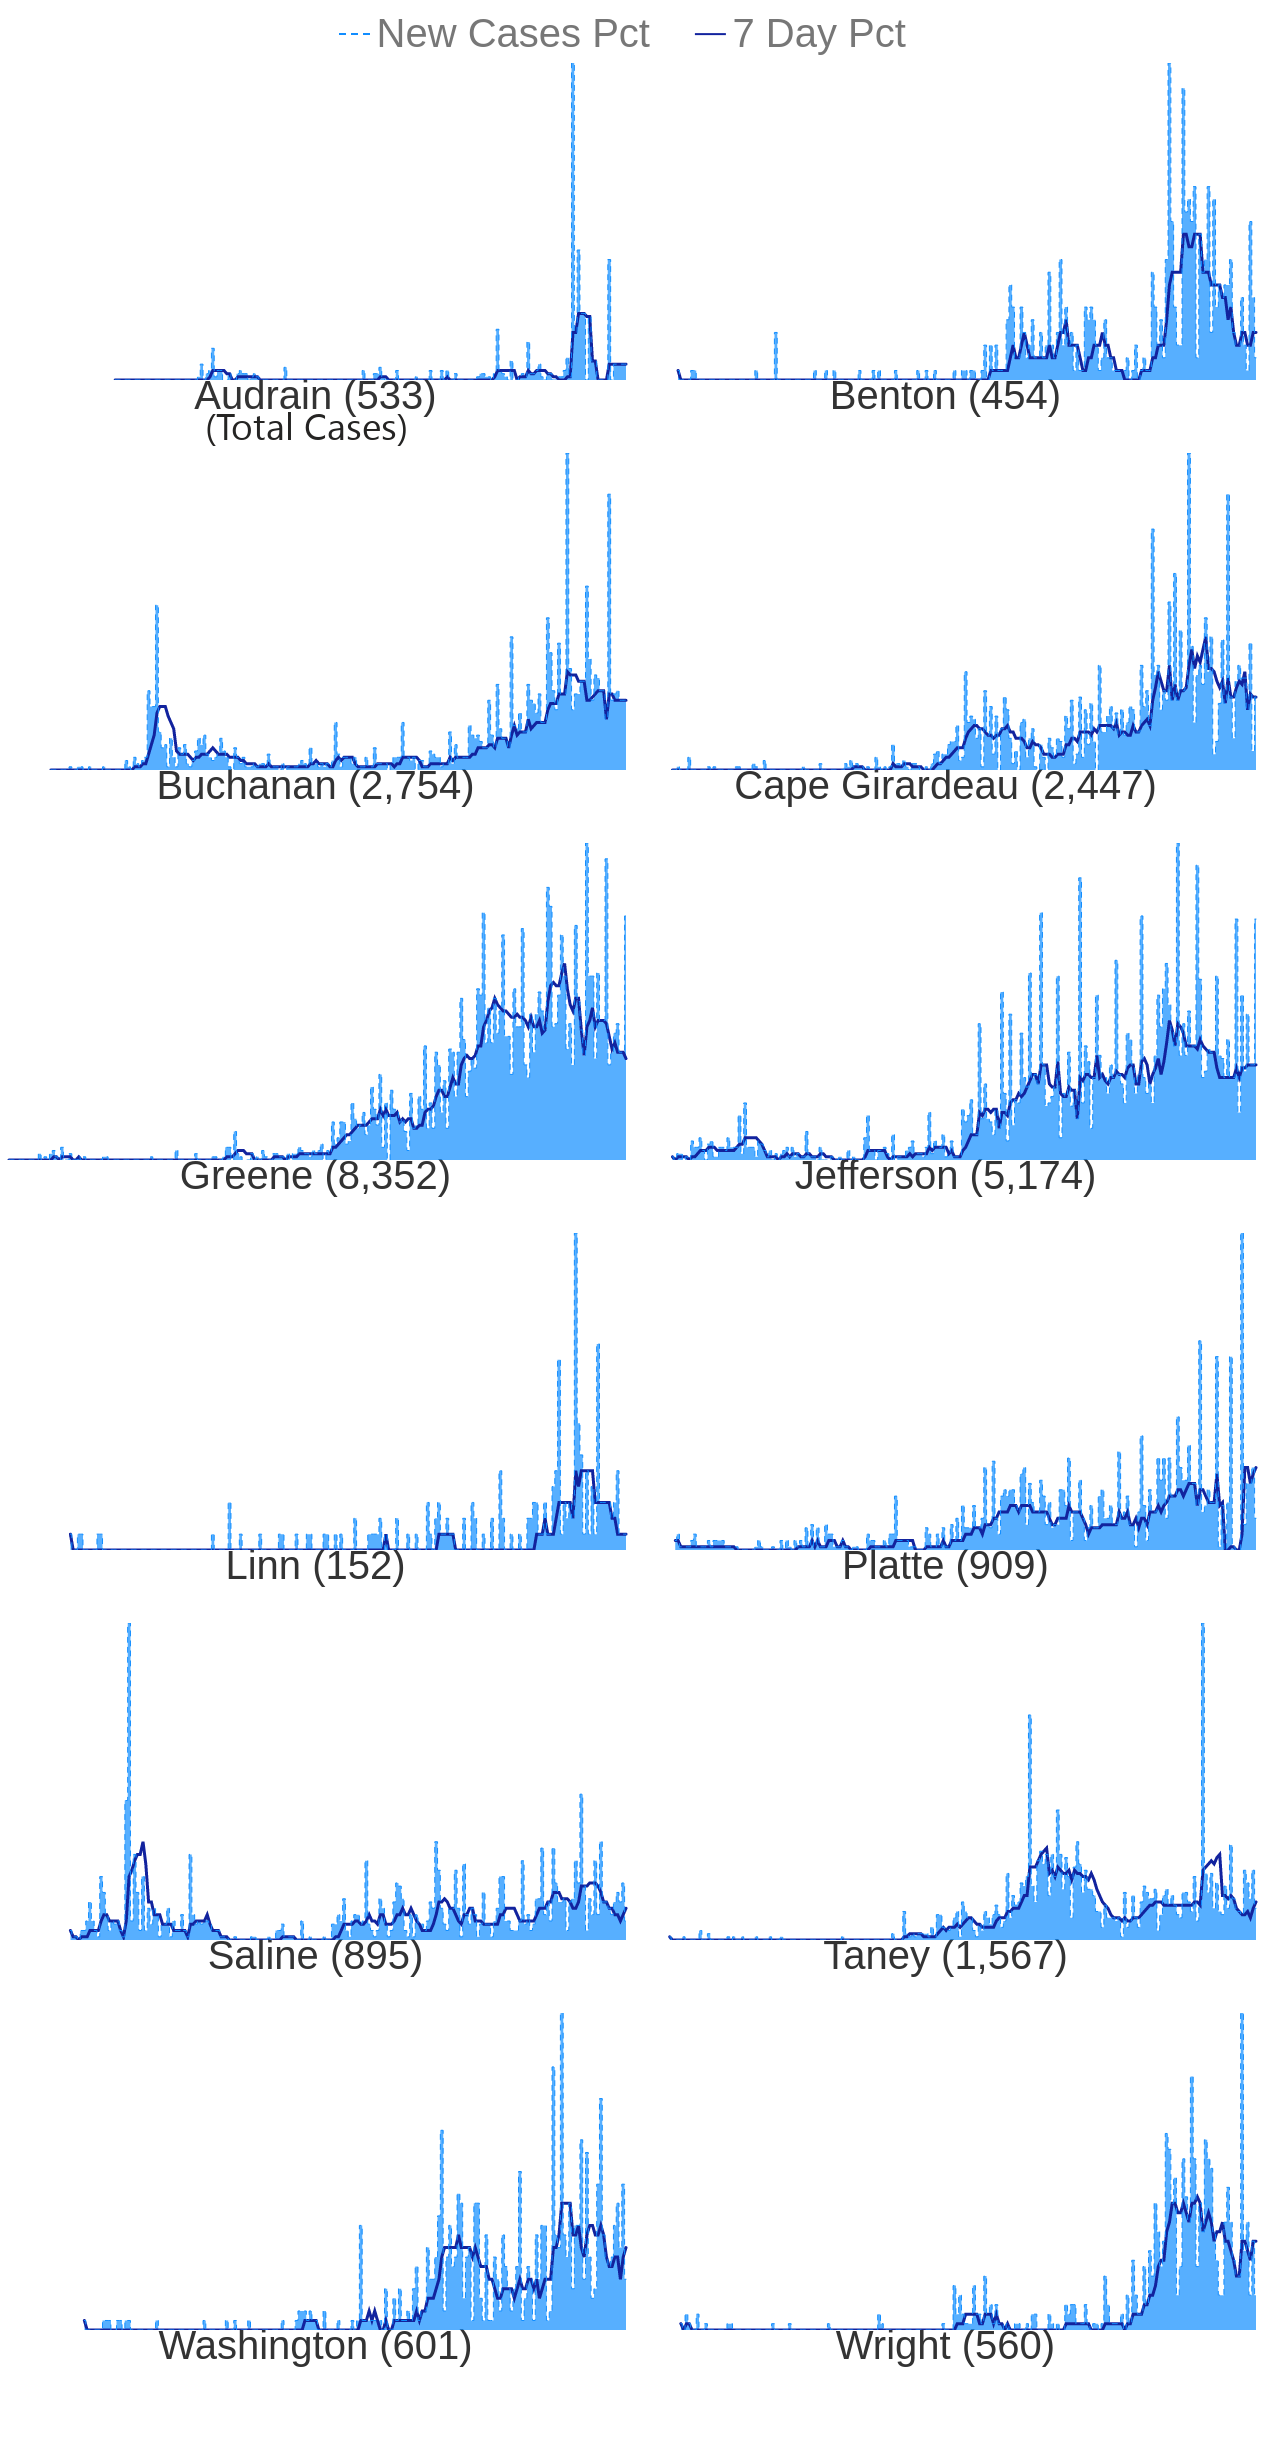 New Cases Pct 7 Day Pct
Audrain (533) Benton (454)
(Total Cases)
Buchanan (2,754) Cape Girardeau (2,447)
Greene (8,352) Jefferson (5,174)
Linn (152) Platte (909)
Saline (895) Taney (1,567)
Washington (601) Wright (560)